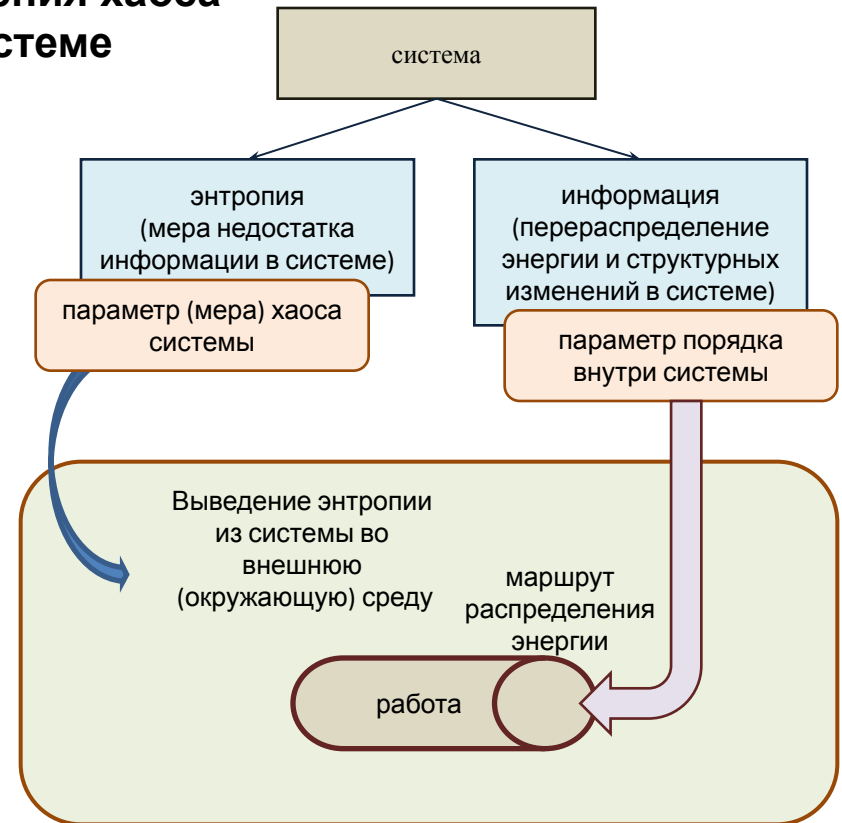 хаоса
стеме
система
энтропия
(мера недостатка
информации в системе)
параметр (мера) хаоса
системы
информация
(перераспределение
энергии и структурных
изменений в системе)
параметр порядка
внутри системы
Выведение энтропии
из системы во
внешнюю
(окружающую) среду
маршрут
распределения
энергии
работа